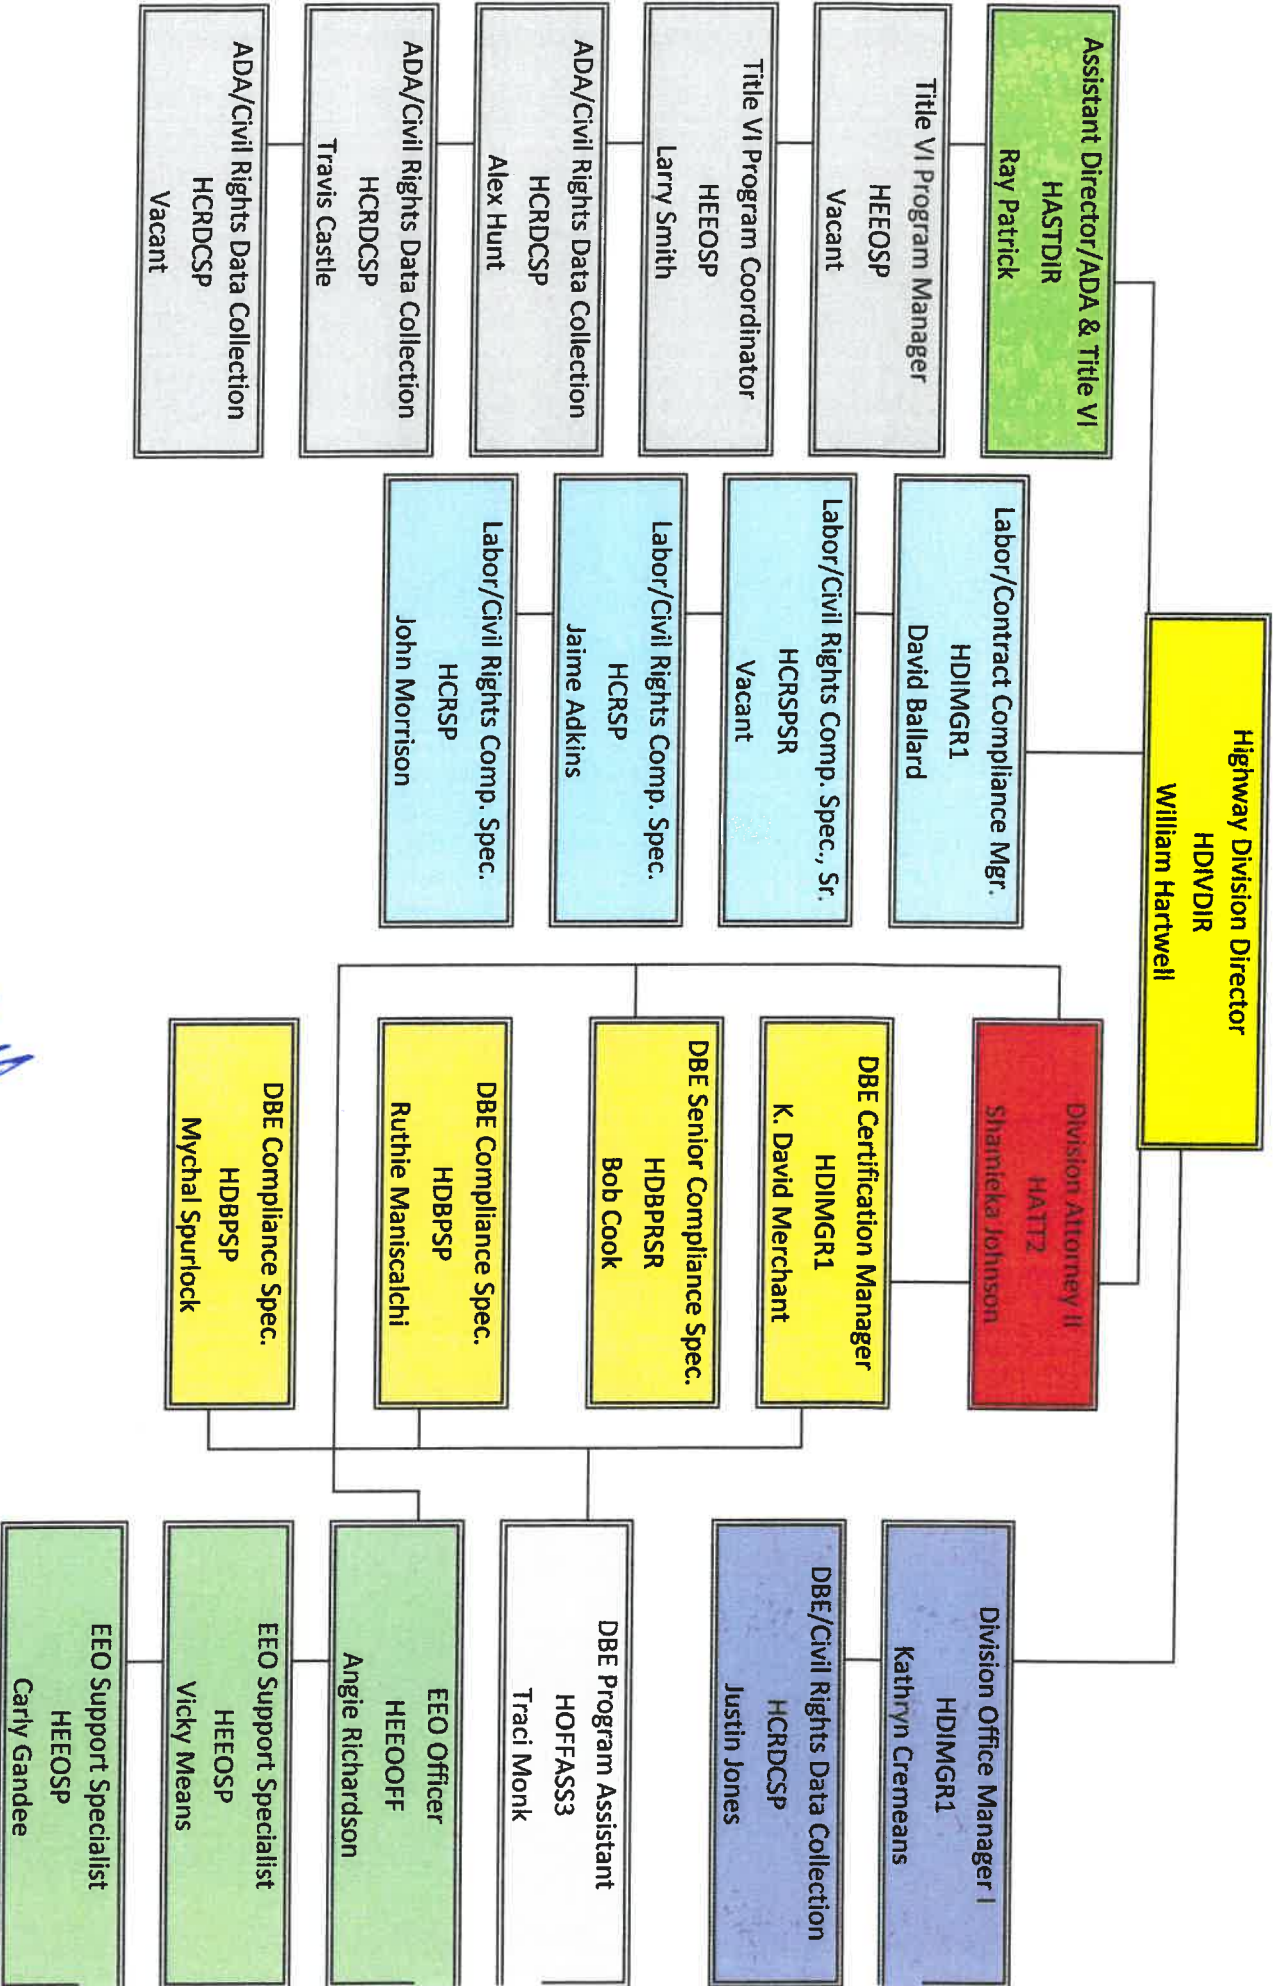 Highway Division Director
HDIVDIR
William Hartwell
Assistant Director/ADA & Title VI
HASTDIR
Ray Patrick
Title VI Program Manager
HEEOSP
Vacant
Title VI Program Coordinator
HEEOSP
Larry Smith
ADA/Civil Rights Data Collection
HCRDCSP
Alex Hunt
ADA/Civil Rights Data Collection
HCRDCSP
Travis Castle
ADA/Civil Rights Data Collection
HCRDCSP
Vacant
Labor/Contract Compliance Mgr.
HDIMGR1
David Ballard
Labor/Civil Rights Comp. Spec., Sr.
HCRSPSR
Vacant
Labor/Civil Rights Comp. Spec.
HCRSP
Jaime Adkins
Labor/Civil Rights Comp. Spec.
HCRSP
John Morrison
Division Attorney II
HATT2
Shamieka Johnson
DBE Certification Manager
HDIMGR1
K. David Merchant
DBE Senior Compliance Spec.
HDBPRSR
Bob Cook
DBE Compliance Spec.
HDBPSP
Ruthie Maniscalchi
DBE Compliance Spec.
HDBPSP
Mychal Spurlock
Division Office Manager I
HDIMGR1
Kathryn Cremeans
DBE/Civil Rights Data Collection
HCRDCSP
Justin Jones
DBE Program Assistant
HOFFASS3
Traci Monk
EEO Officer
HEEOOFF
Angie Richardson
EEO Support Specialist
HEEOSP
Vicky Means
EEO Support Specialist
HEEOSP
Carly Gandee